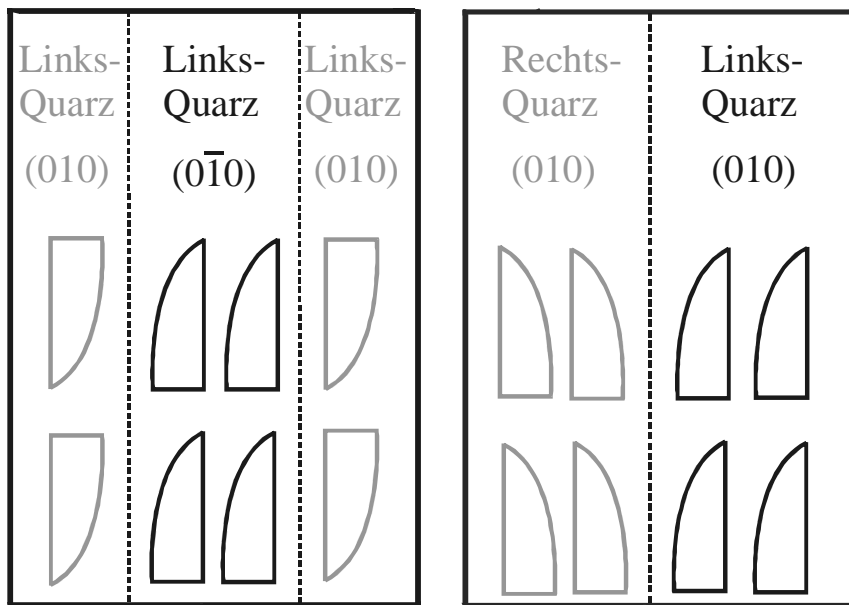 Links-
Quarz
(010)
Links-
Quarz
(01̅0)
Links-
Quarz
(010)
Rechts-
Quarz
(010)
Links-
Quarz
(010)